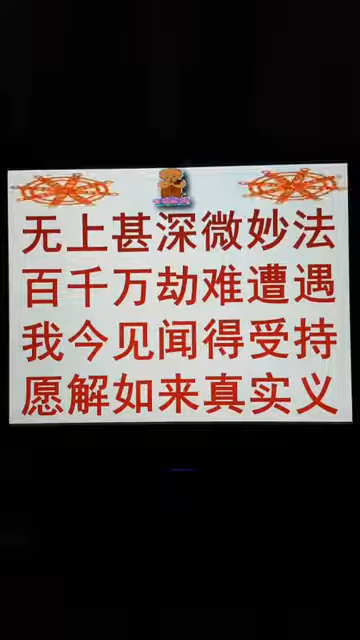 无上甚深微妙法
百千万劫难遭遇
我今见闻得受持
愿解如来真实义